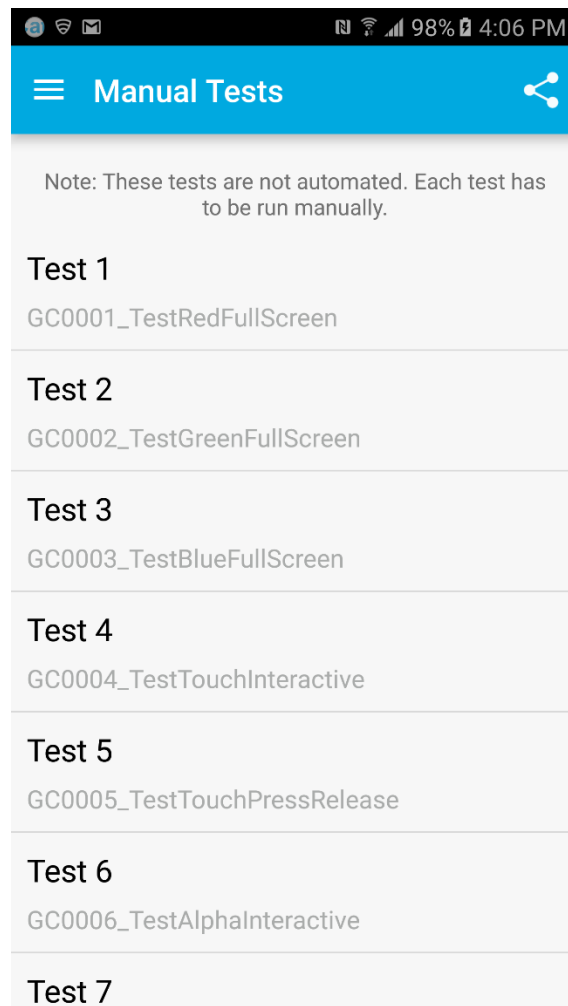 98% 4:06 PM
Manual Tests
Note: These tests are not automated. Each test has
to be run manually.
Test 1
GC0001_TestRedFullScreen
Test 2
GC0002_TestGreenFullScreen
Test 3
GC0003_TestBlueFullScreen
Test 4
GC0004_TestTouchInteractive
Test 5
GC0005_TestTouchPressRelease
Test 6
GC0006_TestAlphaInteractive
Test 7